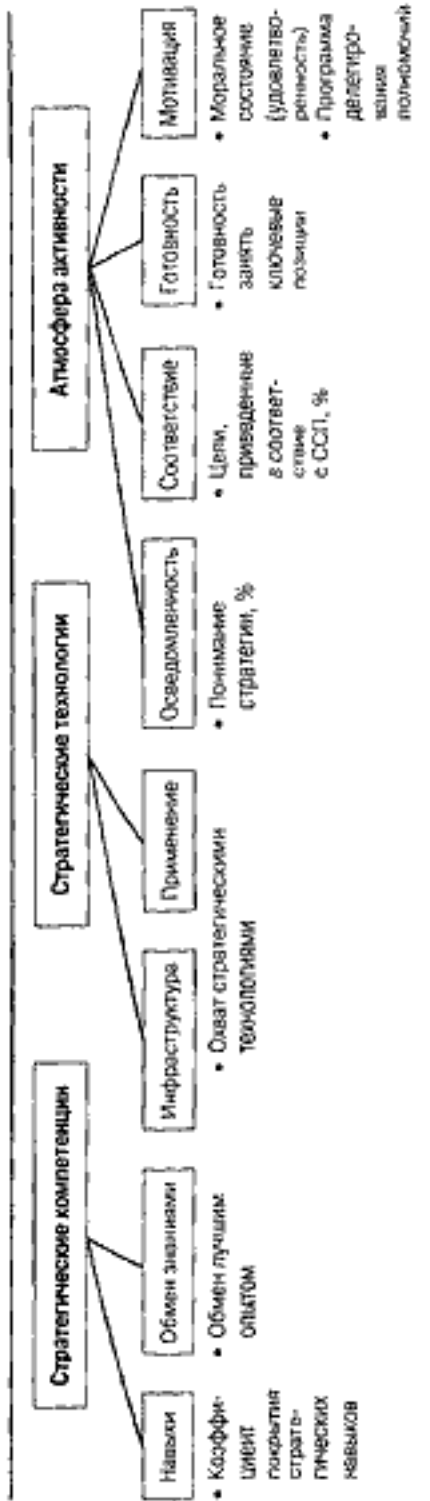 Стратегические компетенции
Стратегические технологии
Атмосфера активности
Навыки
Обмен знаниями
Инфраструктура
Применение
Осведомленность
Соответствие
Готовность
Мотивация
• Коэффи-
циент
покрытия
страте-
гических
навыков
• Обмен лучшим
опытом
• Охват стратегическими
технологиями
• Понимание
стратегии, %
• Цели,
приведенные
в соответ-
ствие
с ССП, %
• Готовность
занять
ключевые
позиции
• Моральное
состояние
(удовлетво-
ренность)
• Программа
делегиро-
вания
полномочий